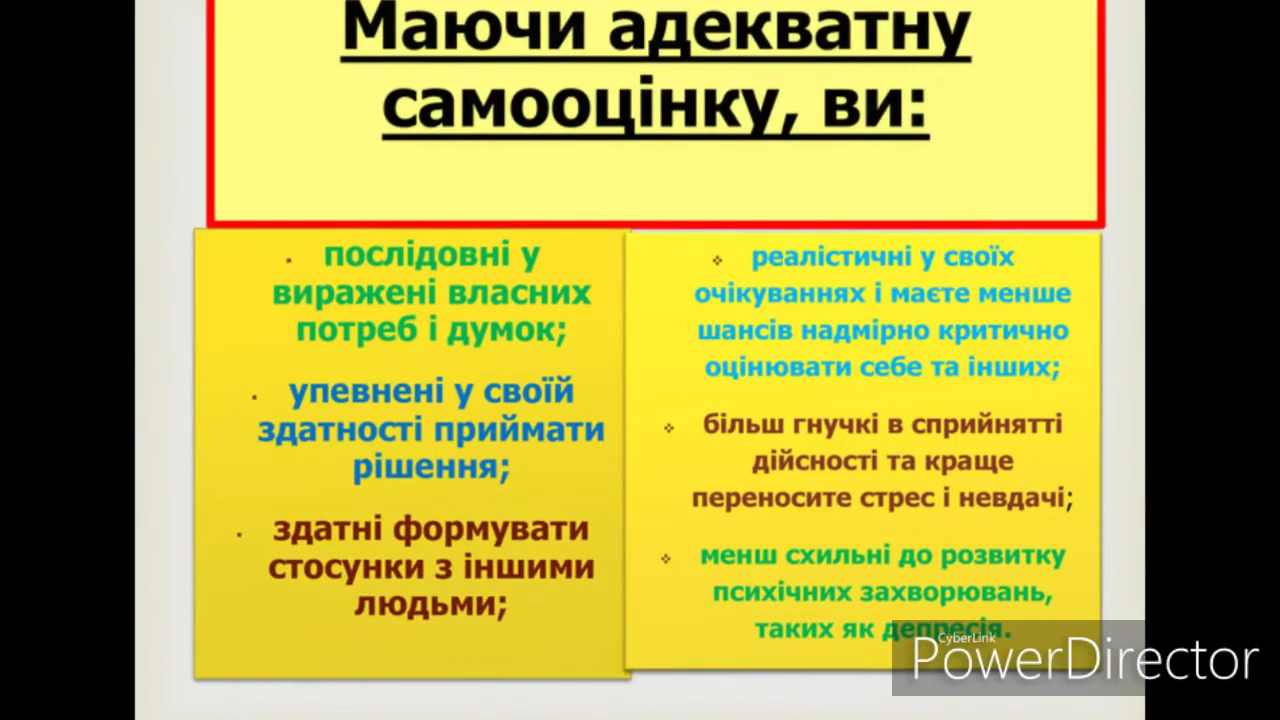 Маючи адекватну
самооцінку, ви:
послідовні у
виражені власних
потреб і думок;
упевнені у своїй
здатності приймати
рішення;
здатні формувати
стосунки з іншими
людьми;
реалістичні у своїх
очікуваннях і маєте менше
шансів надмірно критично
оцінювати себе та інших;
більш гнучкі в сприйнятті
дійсності та краще
переносите стрес і невдачі;
менш схильні до розвитку
психічних захворювань,
таких як депресія.
CyberLink
PowerDirector